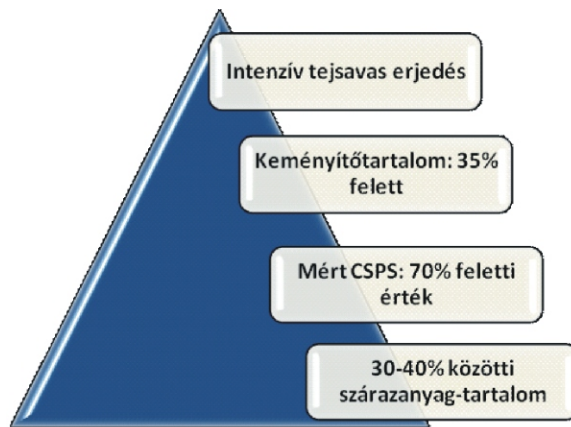 Intenzív tejsavas erjedés
Keményítőtartalom: 35%
felett
Mért CSPS: 70% feletti
érték
30-40% közötti
szárazanyag-tartalom